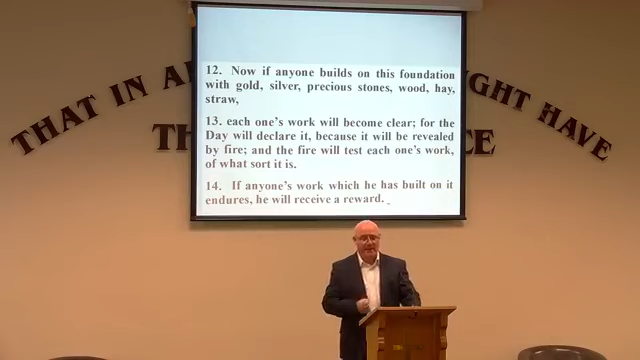 12. Now if anyone builds on this foundation
with gold, silver, precious stones, wood, hay,
straw,
13. each one's work will become clear; for the
Day will declare it, because it will be revealed
by fire; and the fire will test each one's work,
of what sort it is.
14. If anyone's work which he has built on it
endures, he will receive a reward.
THAT IN A
GHT HAVE
TH
CE